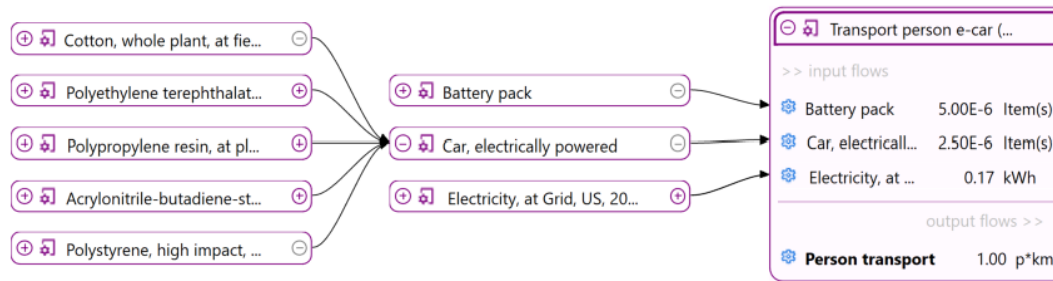 Cotton, whole plant, at fie...
Polyethylene terephthalat...
Polypropylene resin, at pl...
Acrylonitrile-butadiene-st...
Polystyrene, high impact, ...
Battery pack
Car, electrically powered
Electricity, at Grid, US, 20...
Transport person e-car (...
>> input flows
Battery pack 5.00E-6 Item(s)
Car, electricall... 2.50E-6 Item(s)
Electricity, at ... 0.17 kWh
output flows >>
Person transport 1.00 p*km